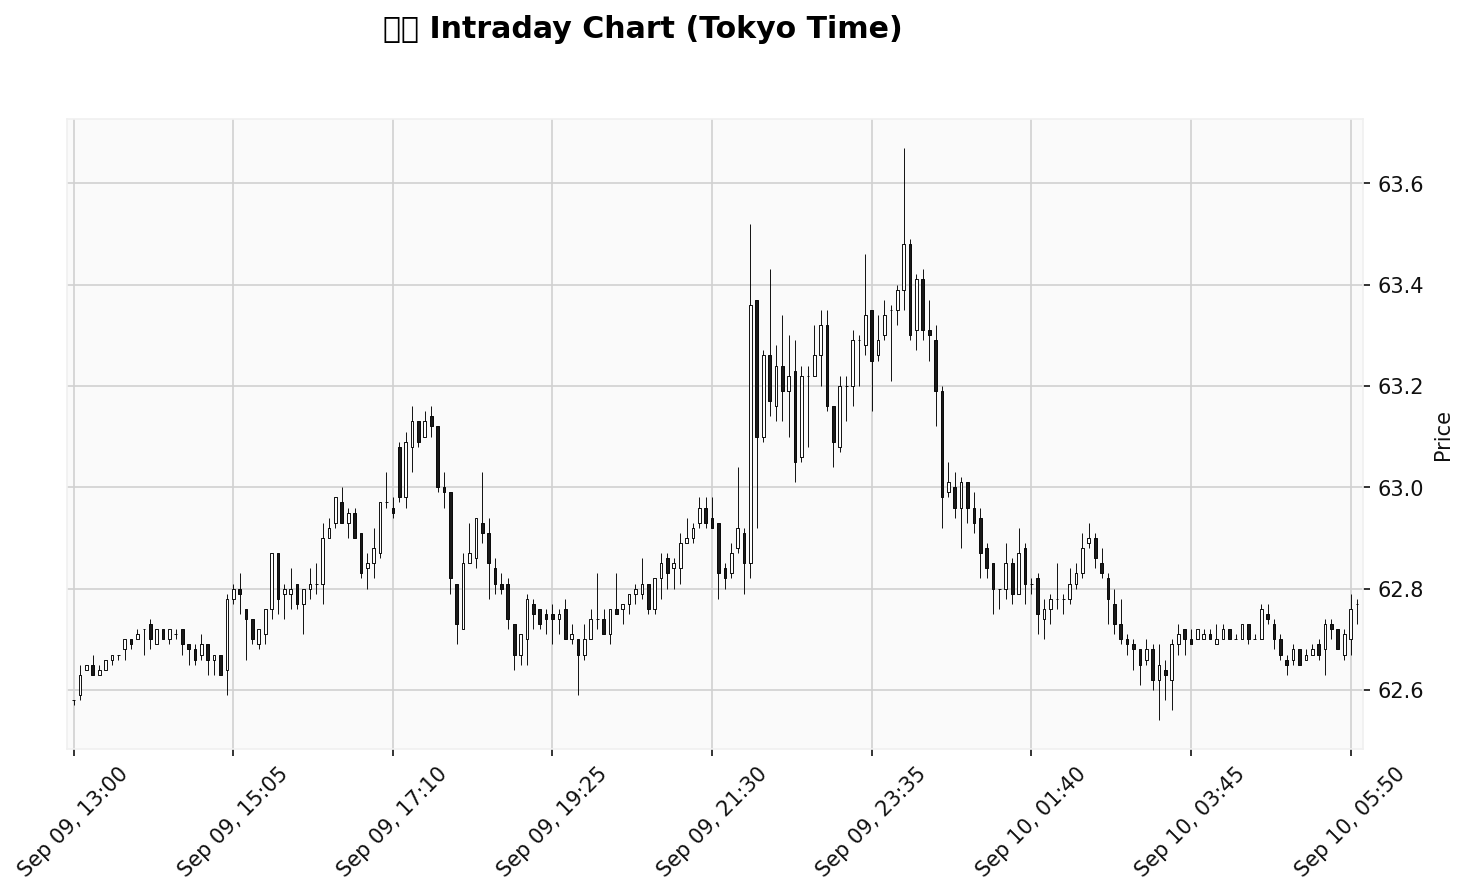 Intraday Chart (Tokyo Time)
63.6
63.4
63.2
63.0
62.8
62.6
Price
Sep 09, 13:00
Sep 09, 15:05
Sep 09, 17:10
Sep 09, 19:25
Sep 09, 21:30
Sep 09, 23:35
Sep 10, 01:40
Sep 10, 03:45
Sep 10, 05:50